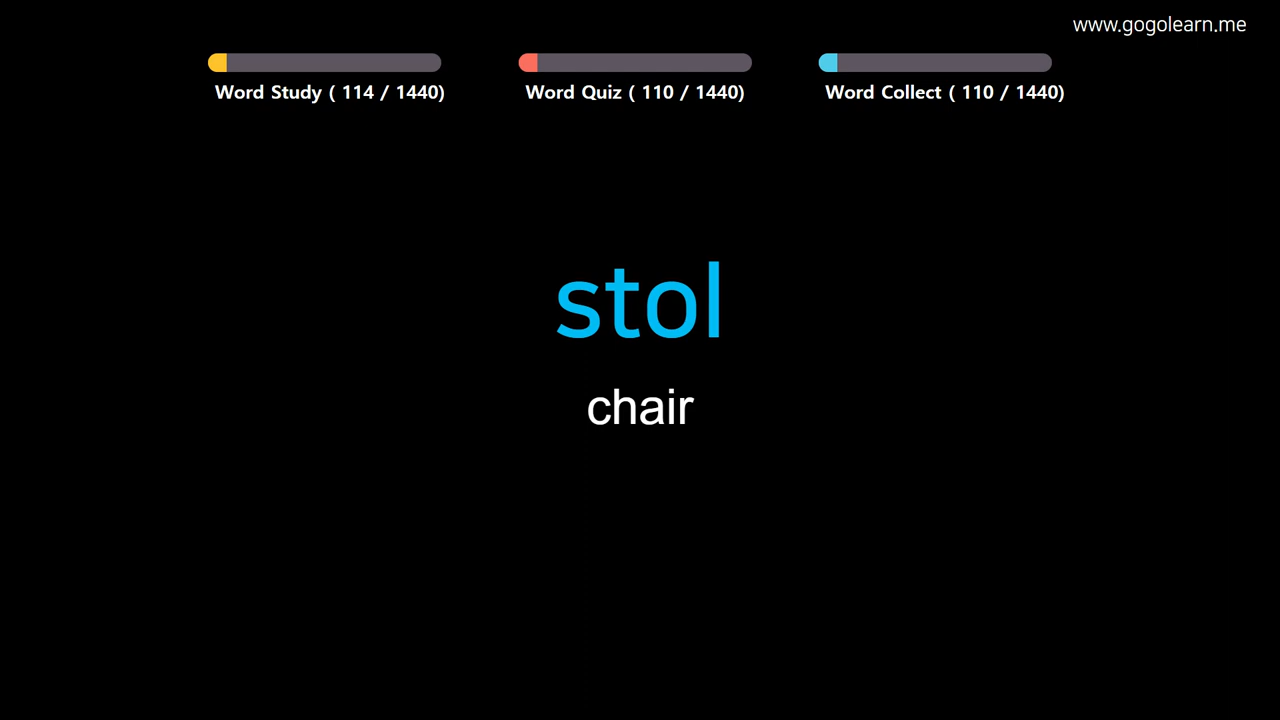 www.gogolearn.me
Word Study ( 114 / 1440)
Word Quiz ( 110 / 1440)
Word Collect ( 110 / 1440)
stol
chair